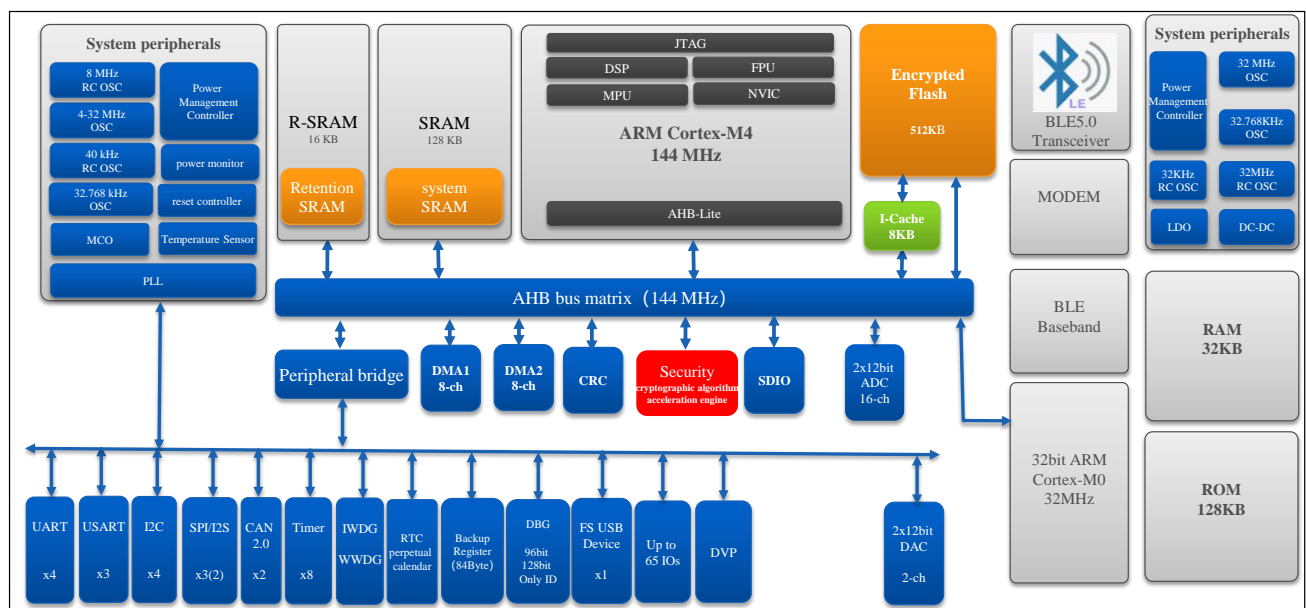 System peripherals
8 MHz
RC OSC
4-32 MHz
OSC
40 kHz
RC OSC
32.768 kHz
OSC
MCO
Power
Management
Controller
power monitor
reset controller
Temperature Sensor
PLL
R-SRAM
16 KB
Retention
SRAM
SRAM
128 KB
system
SRAM
JTAG
DSP
FPU
MPU
NVIC
ARM Cortex-M4
144 MHz
AHB-Lite
Encrypted
Flash
512KB
I-Cache
8KB
LE
BLE5.0
Transceiver
MODEM
BLE
Baseband
32bit ARM
Cortex-M0
32MHz
System peripherals
Power
Management
Controller
32 MHz
OSC
32.768KHz
OSC
32KHz
RC OSC
32MHz
RC OSC
LDO
DC-DC
RAM
32KB
ROM
128KB
AHB bus matrix（144 MHz）
Peripheral bridge
DMA1
8-ch
DMA2
8-ch
CRC
Security
cryptographic algorithm
acceleration engine
SDIO
2x12bit
ADC
16-ch
UART
x4
USART
x3
I2C
x4
SPI/I2S
x3(2)
CAN
2.0
x2
Timer
x8
IWDG
WWDG
RTC
perpetual
calendar
Backup
Register
(84Byte)
DBG
96bit
128bit
Only ID
FS USB
Device
x1
Up to
65 IOs
DVP
2x12bit
DAC
2-ch